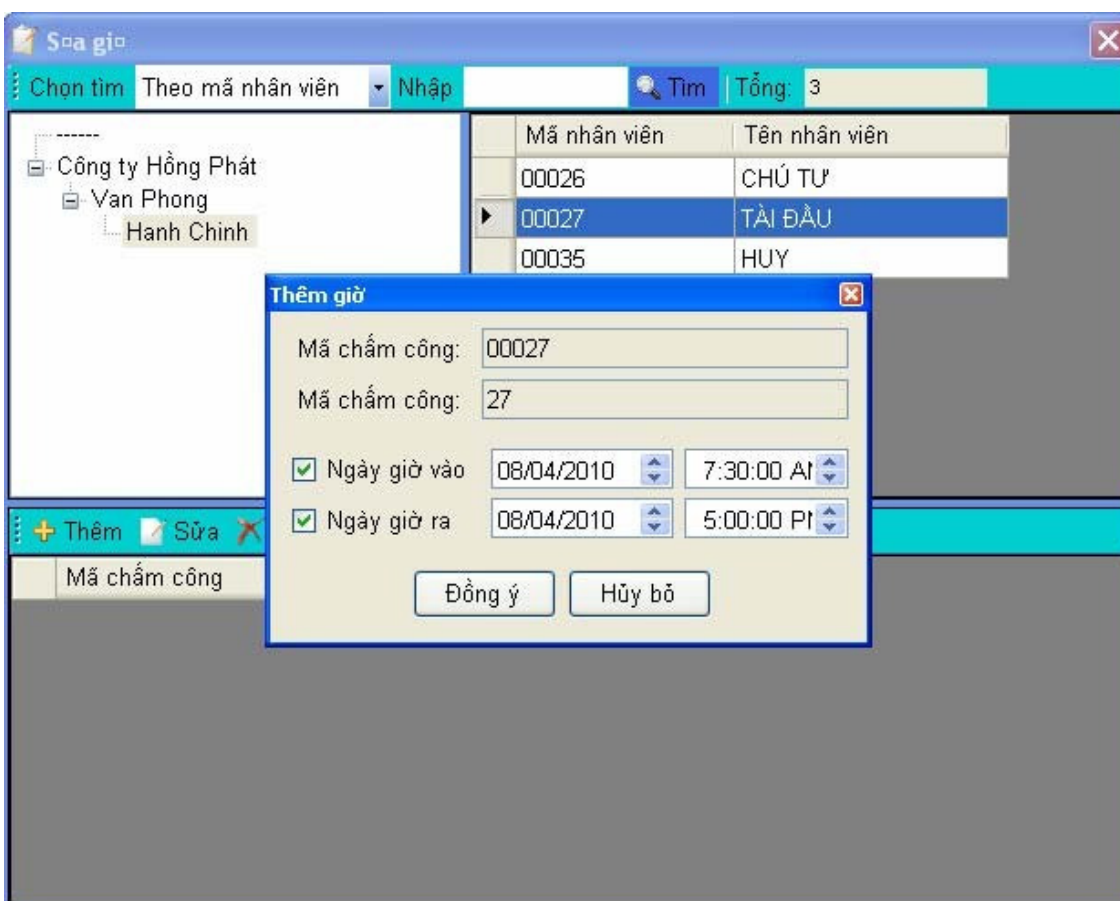 S¤a gi¤
Chọn tìm Theo mã nhân viên Nhập Tìm Tổng: 3
------
Công ty Hồng Phát
Van Phong
Hanh Chinh
Mã nhân viên Tên nhân viên
00026 CHÚ TƯ
00027 TÀI ĐẦU
00035 HUY
Thêm giờ
Mã chấm công: 00027
Mã chấm công: 27
Ngày giờ vào 08/04/2010 7:30:00 AM
Ngày giờ ra 08/04/2010 5:00:00 PM
Đồng ý Hủy bỏ
Thêm Sửa
Mã chấm công